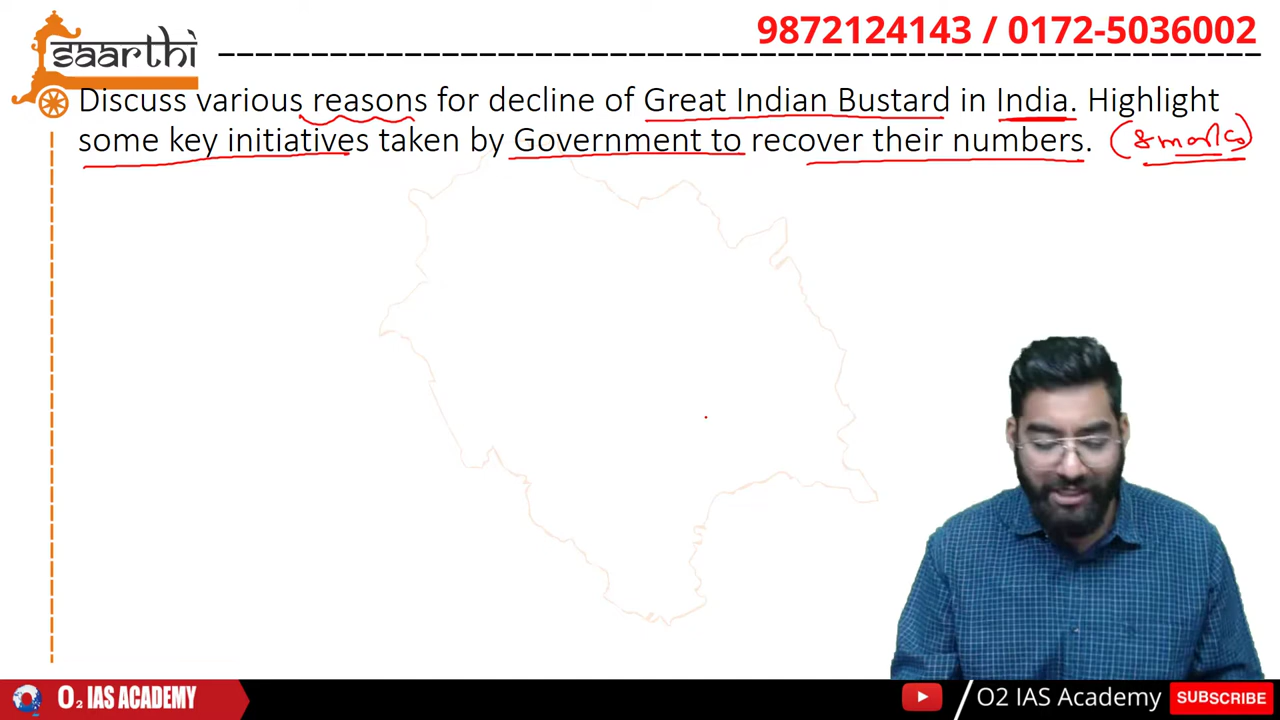 saarthi
9872124143 / 0172-5036002
Discuss various reasons for decline of Great Indian Bustard in India. Highlight
some key initiatives taken by Government to recover their numbers. (8 marks)
O2 IAS ACADEMY
O2 IAS Academy
SUBSCRIBE